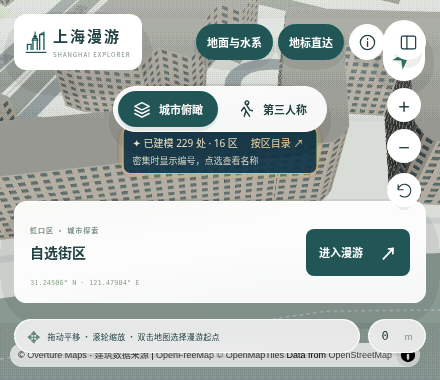 上海漫游
SHANGHAI EXPLORER
地面与水系
地标直达
城市俯瞰
第三人称
✦ 已建模 229 处 · 16 区 按区目录 ↗
密集时显示编号，点选查看名称
虹口区 · 城市探索
自选街区
31.24506° N · 121.47984° E
进入漫游 ↗
拖动平移 · 滚轮缩放 · 双击地图选择漫游起点
0 m
© Overture Maps · 建筑数据来源 | OpenFreeMap © OpenMapTiles Data from OpenStreetMap